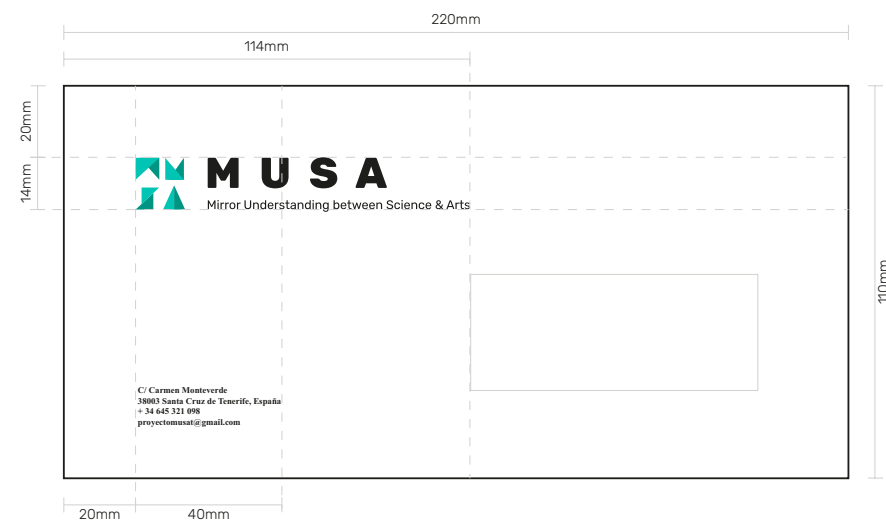 220mm
114mm
20mm
14mm
MUSA
Mirror Understanding between Science & Arts
110mm
C/ Carmen Monteverde
38003 Santa Cruz de Tenerife, España
+ 34 645 321 098
proyectomusat@gmail.com
20mm
40mm